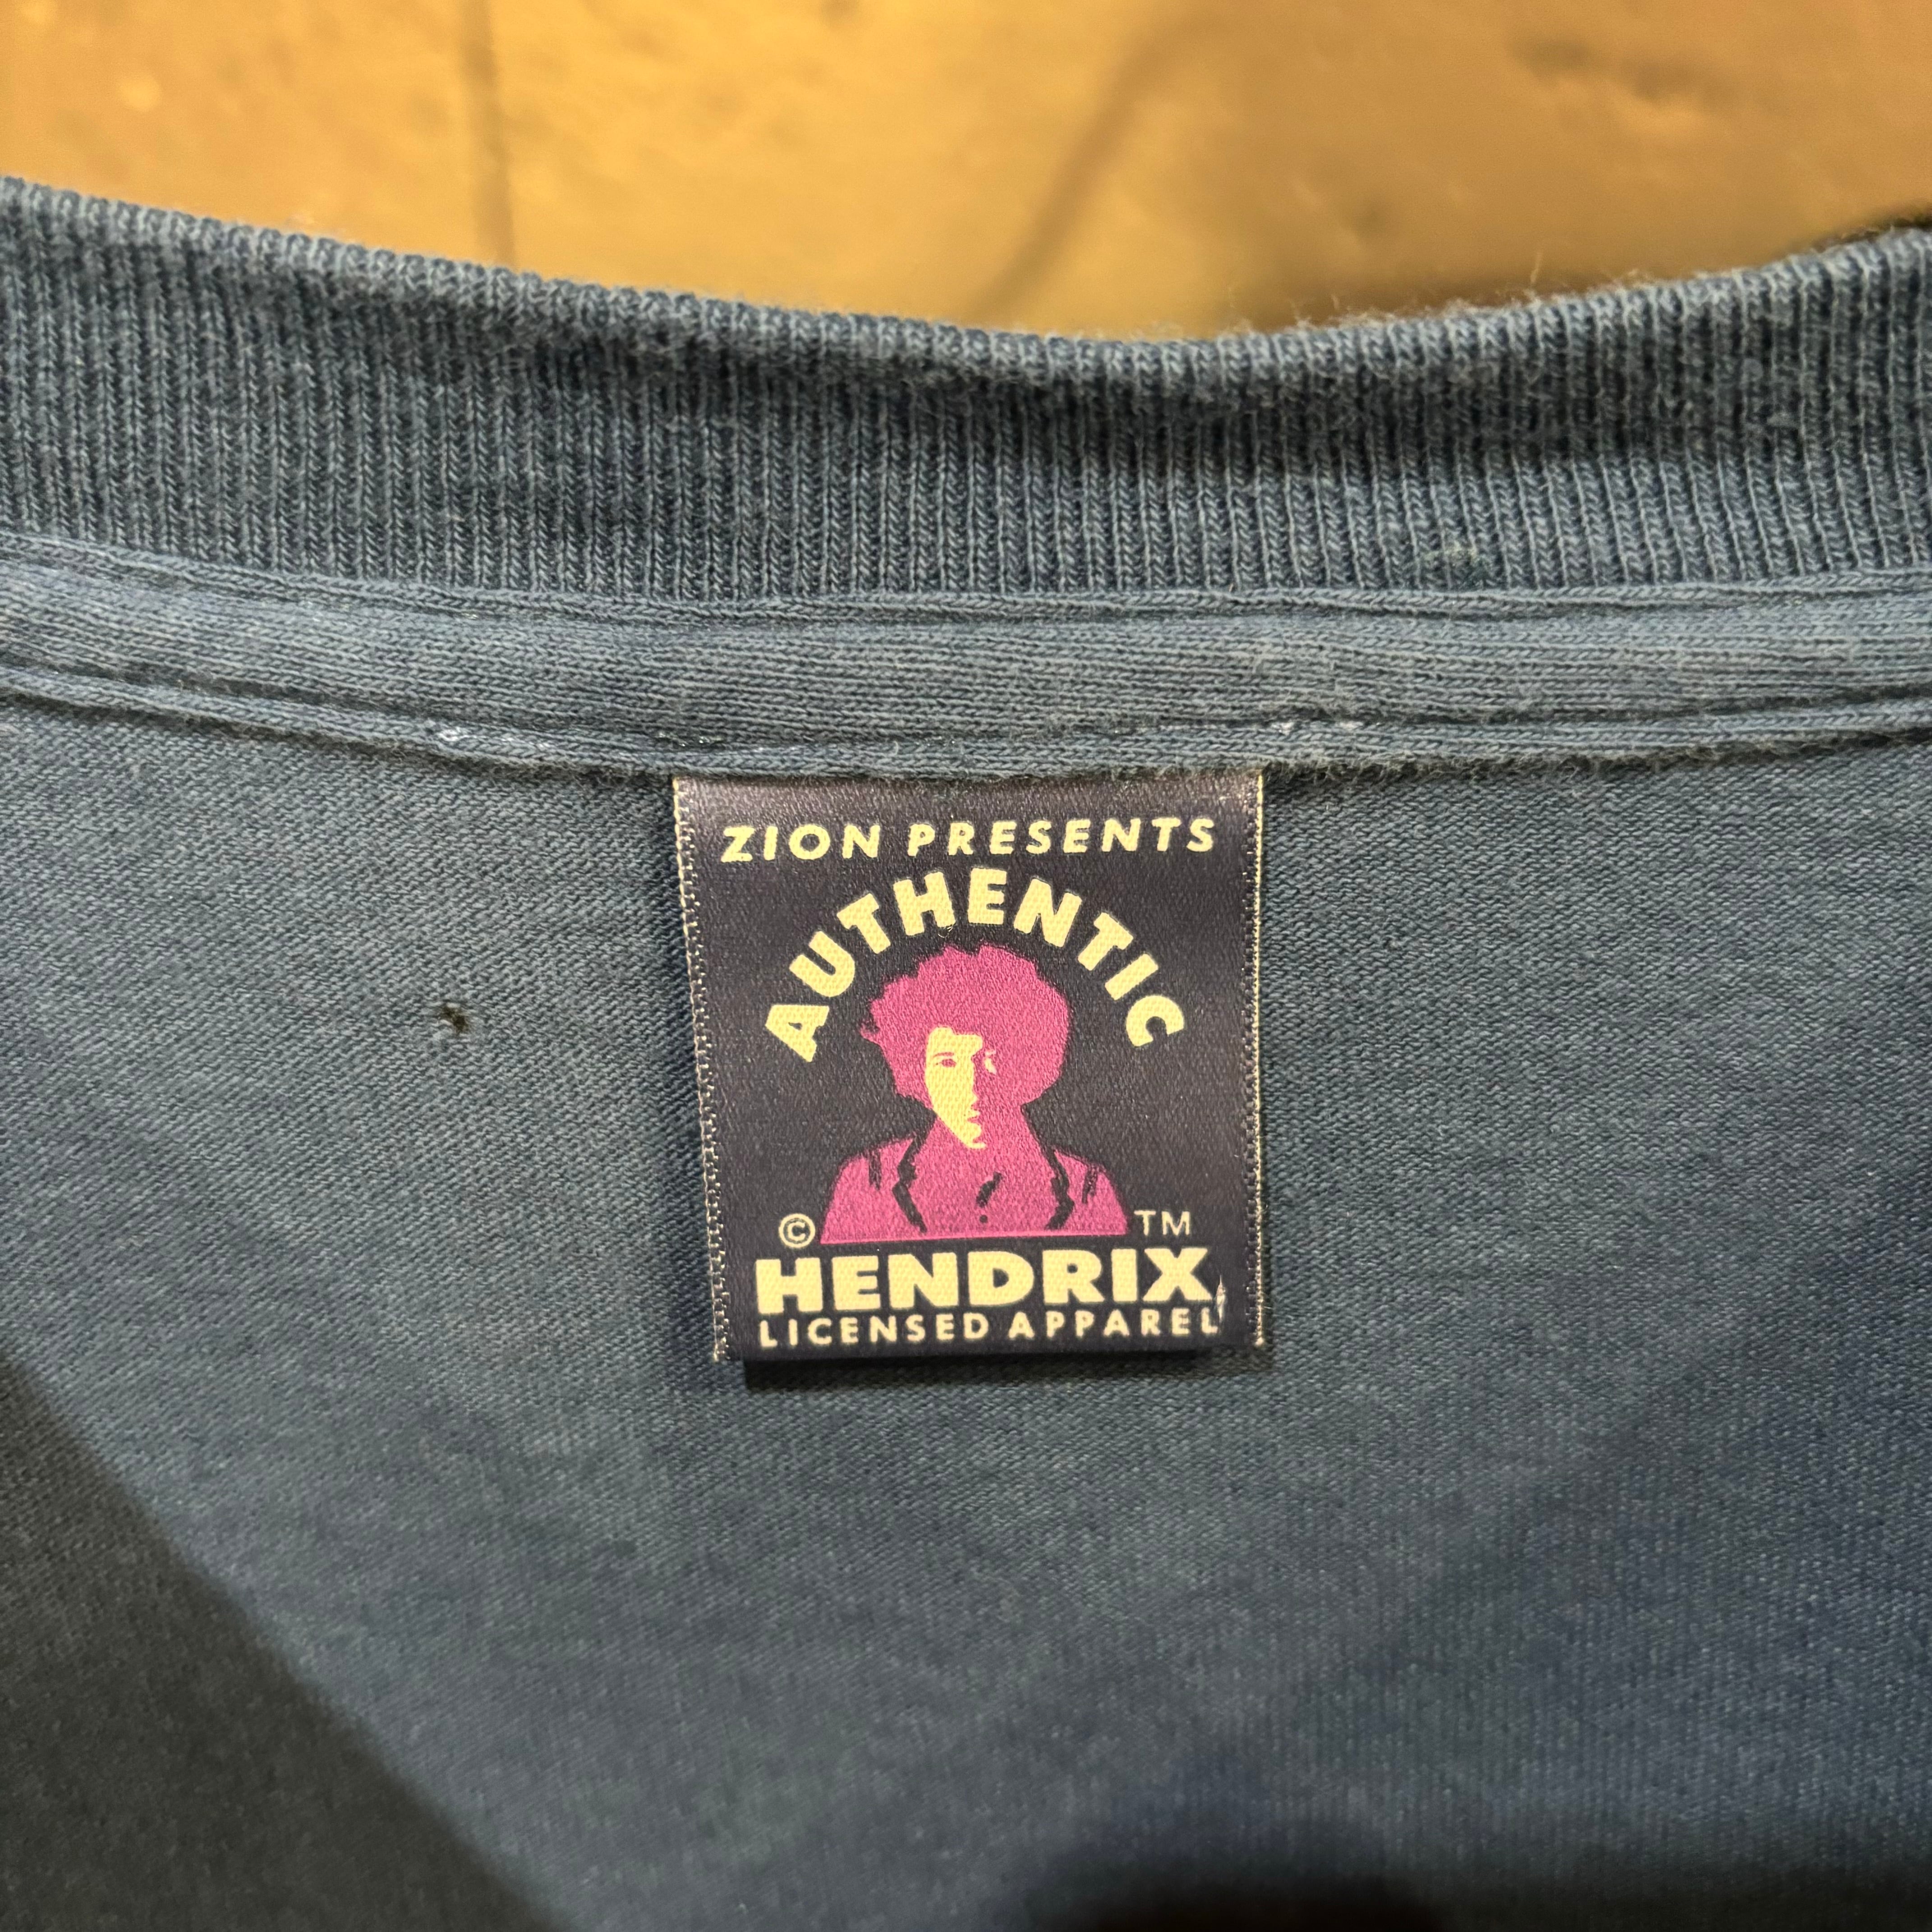 ZION PRESENTS
AUTHENTIC
© TM
HENDRIX
LICENSED APPAREL